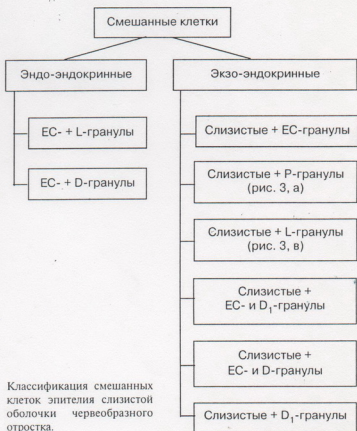 Смешанные клетки
Эндо-эндокринные
Экзо-эндокринные
ЕС- + L-гранулы
ЕС- + D-гранулы
Слизистые + ЕС-гранулы
Слизистые + Р-гранулы
(рис. 3, а)
Слизистые + L-гранулы
(рис. 3, в)
Слизистые +
ЕС- и D₁-гранулы
Слизистые +
ЕС- и D-гранулы
Слизистые + D₁-гранулы
Классификация смешанных
клеток эпителия слизистой
оболочки червеобразного
отростка.